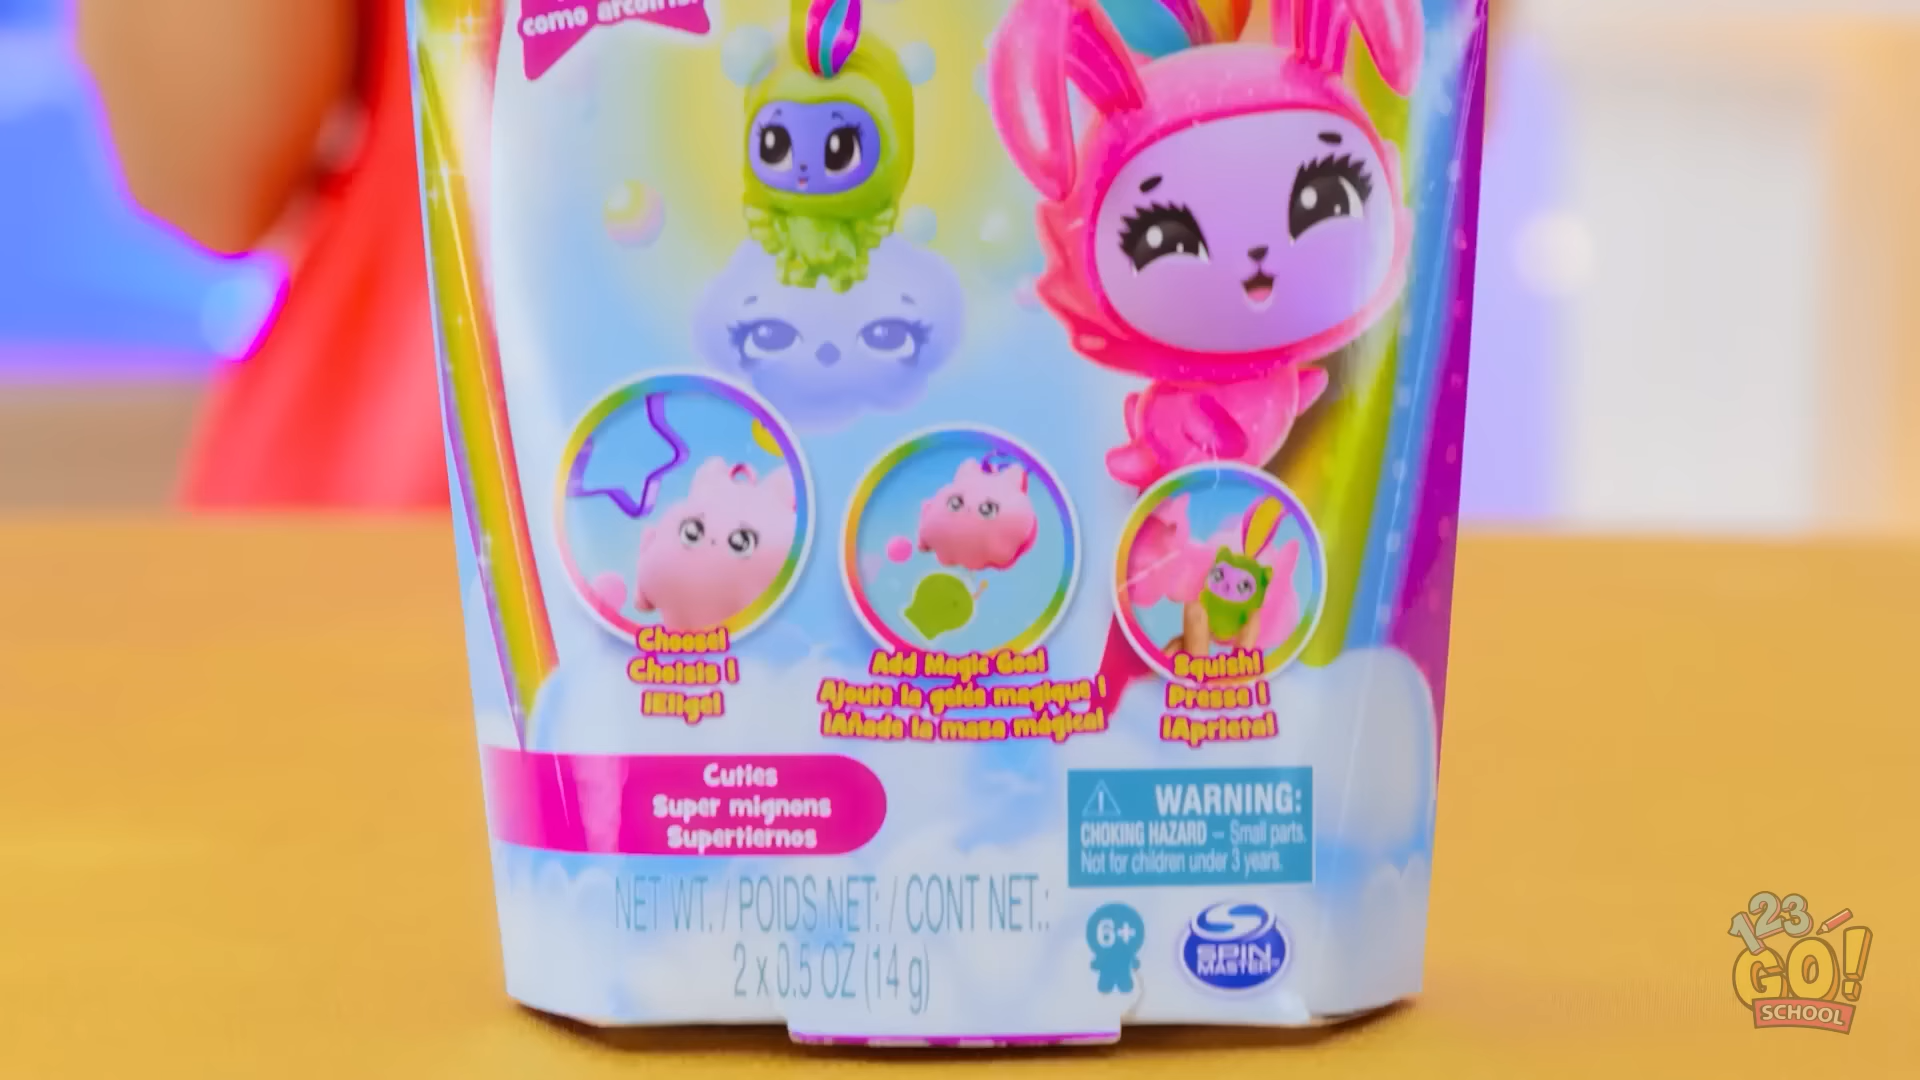 como arcoíris!
Choose!
Choisis !
¡Elige!
Add Magic Goo!
Ajoute la gelée magique !
¡Añade la masa mágica!
Squish!
Presse !
¡Aprieta!
Cuties
Super mignons
Supertiernos
WARNING:
CHOKING HAZARD – Small parts.
Not for children under 3 years.
NET WT. / POIDS NET: / CONT NET.:
2 x 0.5 OZ (14 g)
6+
SPIN
MASTER
123
GO!
SCHOOL